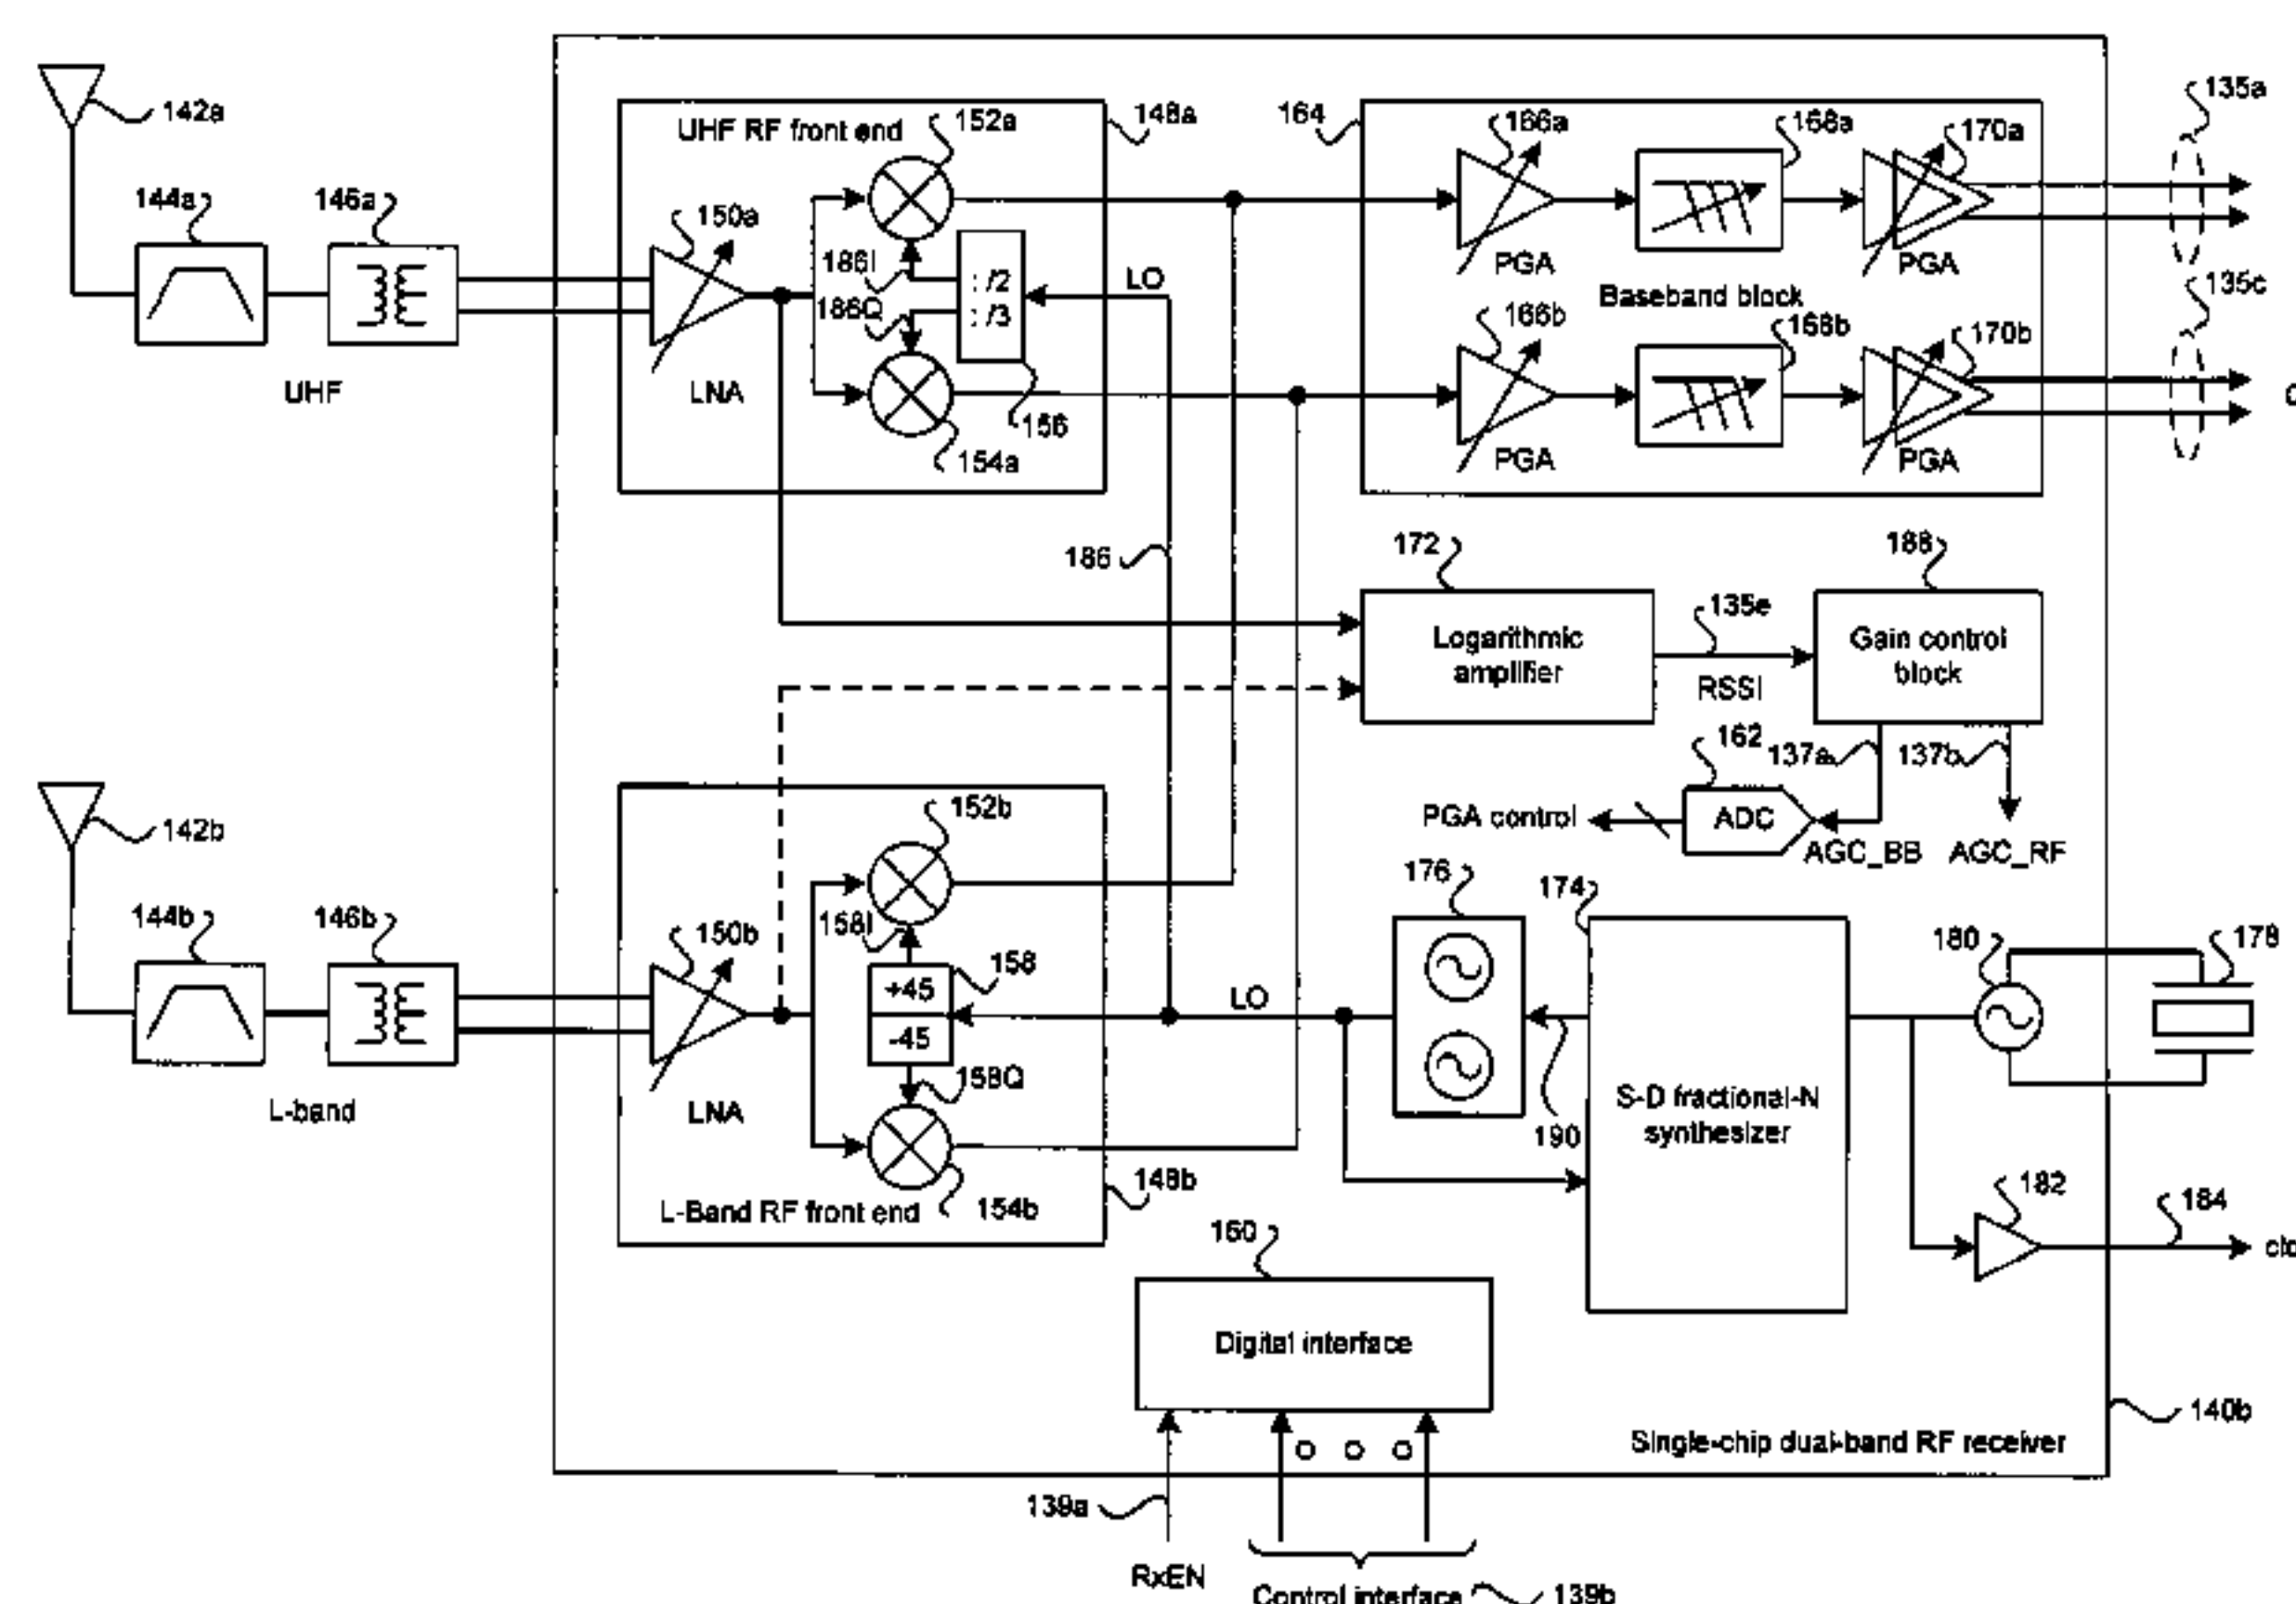 142a
144a
146a
UHF
UHF RF front end
152a
148a
150a
186I
186Q
: /2
: /3
LO
LNA
156
154a
164
166a
168a
170a
135a
PGA
PGA
Baseband block
135c
166b
168b
170b
PGA
PGA
186
172
188
Logarithmic
amplifier
135e
RSSI
Gain control
block
162
137a
137b
PGA control
ADC
AGC_BB
AGC_RF
142b
144b
146b
L-band
152b
150b
158I
158
+45
-45
158Q
LNA
154b
L-Band RF front end
148b
LO
176
174
190
S-D fractional-N
synthesizer
180
178
182
184
160
Digital interface
140b
Single-chip dual-band RF receiver
139a
RxEN
Control interface
139b